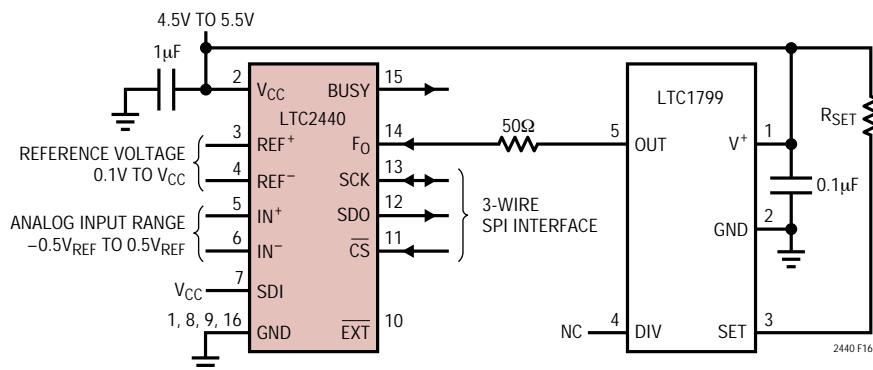 4.5V TO 5.5V
1µF
2
VCC
BUSY
15
LTC2440
3
REF+
REFERENCE VOLTAGE
0.1V TO VCC
4
REF−
FO
14
50Ω
SCK
13
SDO
12
CS
11
3-WIRE
SPI INTERFACE
ANALOG INPUT RANGE
−0.5VREF TO 0.5VREF
5
IN+
6
IN−
VCC
7
SDI
1, 8, 9, 16
GND
EXT
10
LTC1799
5
OUT
V+
1
RSET
0.1µF
GND
2
NC
4
DIV
SET
3
2440 F16